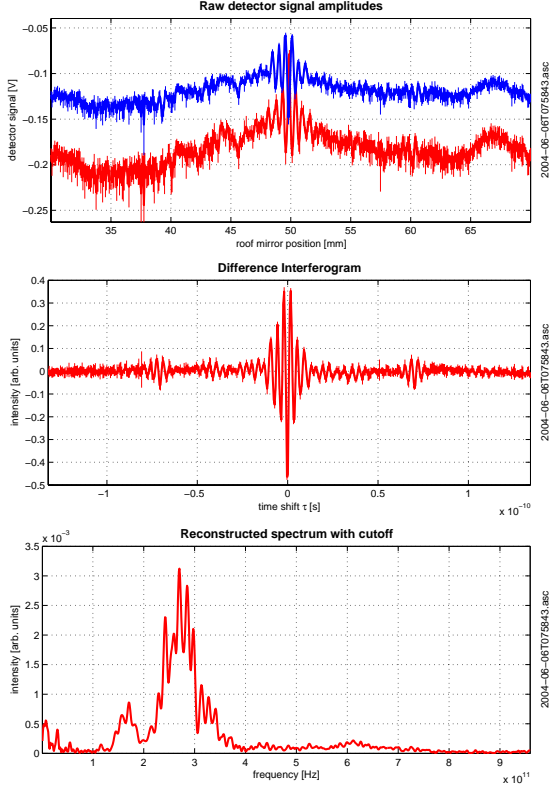 Raw detector signal amplitudes
−0.05
−0.1
−0.15
−0.2
−0.25
detector signal [V]
35 40 45 50 55 60 65
roof mirror position [mm]
2004−06−06T075843.asc
Difference Interferogram
0.4
0.3
0.2
0.1
0
−0.1
−0.2
−0.3
−0.4
−0.5
intensity [arb. units]
−1 −0.5 0 0.5 1
x 10⁻¹⁰
time shift τ [s]
2004−06−06T075843.asc
Reconstructed spectrum with cutoff
x 10⁻³
3.5
3
2.5
2
1.5
1
0.5
0
intensity [arb. units]
1 2 3 4 5 6 7 8 9
x 10¹¹
frequency [Hz]
2004−06−06T075843.asc